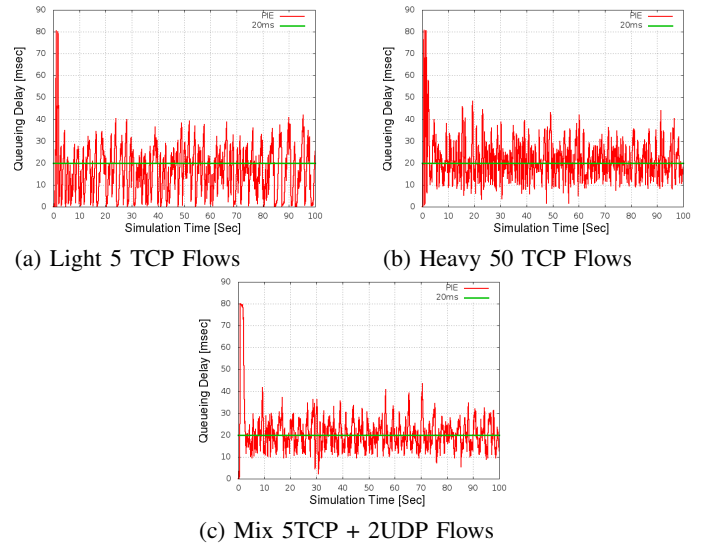 90
80
70
60
50
40
30
20
10
0
Queueing Delay [msec]
PIE
20ms
0 10 20 30 40 50 60 70 80 90 100
Simulation Time [Sec]
(a) Light 5 TCP Flows
90
80
70
60
50
40
30
20
10
0
Queueing Delay [msec]
PIE
20ms
0 10 20 30 40 50 60 70 80 90 100
Simulation Time [Sec]
(b) Heavy 50 TCP Flows
90
80
70
60
50
40
30
20
10
0
Queueing Delay [msec]
PIE
20ms
0 10 20 30 40 50 60 70 80 90 100
Simulation Time [Sec]
(c) Mix 5TCP + 2UDP Flows